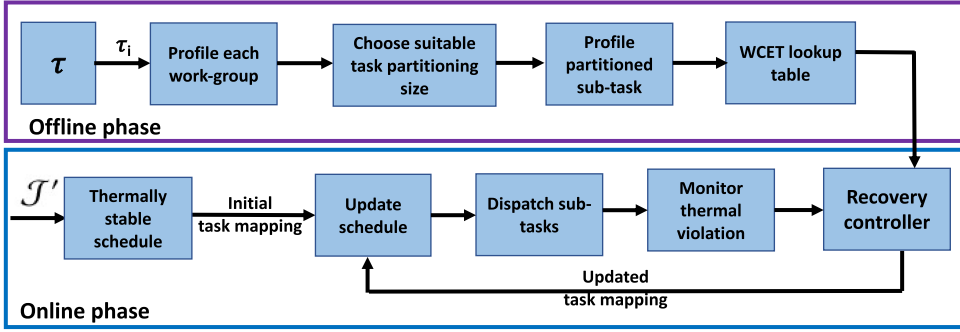 τ
τi
Profile each
work-group
Choose suitable
task partitioning
size
Profile
partitioned
sub-task
WCET lookup
table
Offline phase
𝒯'
Thermally
stable
schedule
Initial
task mapping
Update
schedule
Dispatch sub-
tasks
Monitor
thermal
violation
Recovery
controller
Updated
task mapping
Online phase